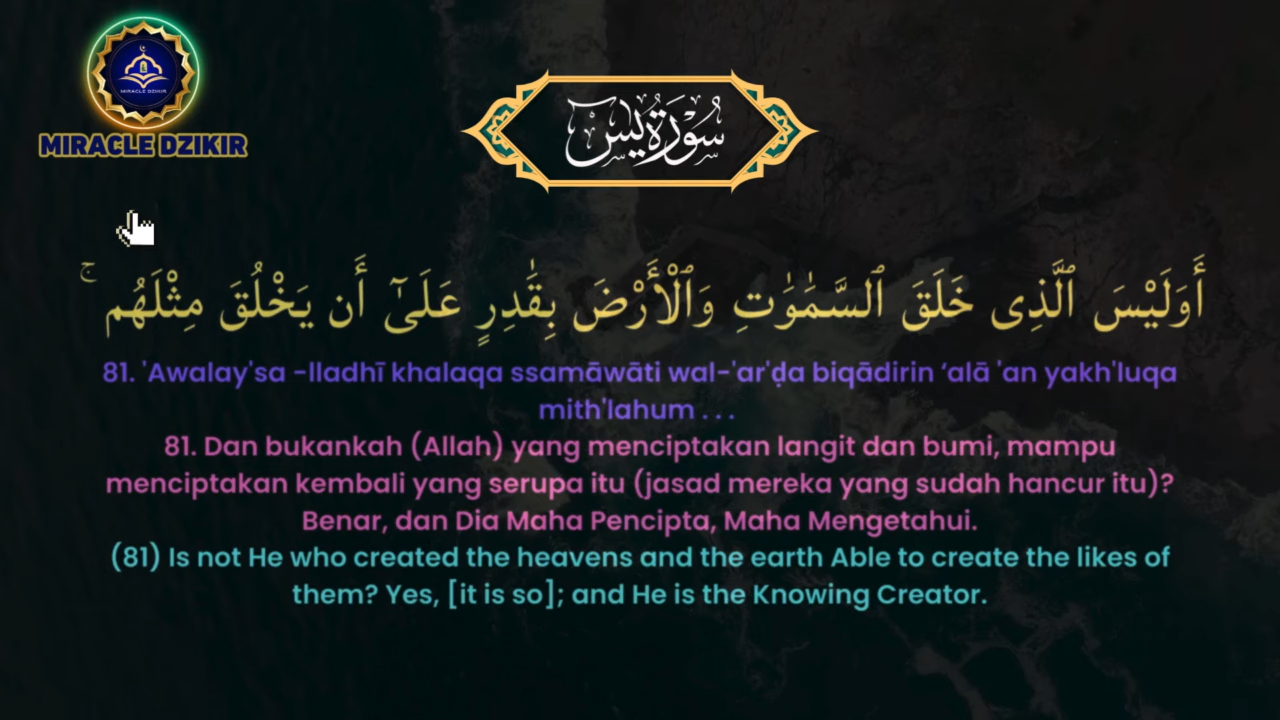 MIRACLE DZIKIR
MIRACLE DZIKIR
سُورَةُ يس
أَوَلَيْسَ ٱلَّذِى خَلَقَ ٱلسَّمَٰوَٰتِ وَٱلْأَرْضَ بِقَٰدِرٍ عَلَىٰٓ أَن يَخْلُقَ مِثْلَهُم ۚ
81. 'Awalay'sa -lladhī khalaqa ssamāwāti wal-'ar'ḍa biqādirin ‘alā 'an yakh'luqa
mith'lahum . . .
81. Dan bukankah (Allah) yang menciptakan langit dan bumi, mampu
menciptakan kembali yang serupa itu (jasad mereka yang sudah hancur itu)?
Benar, dan Dia Maha Pencipta, Maha Mengetahui.
(81) Is not He who created the heavens and the earth Able to create the likes of
them? Yes, [it is so]; and He is the Knowing Creator.